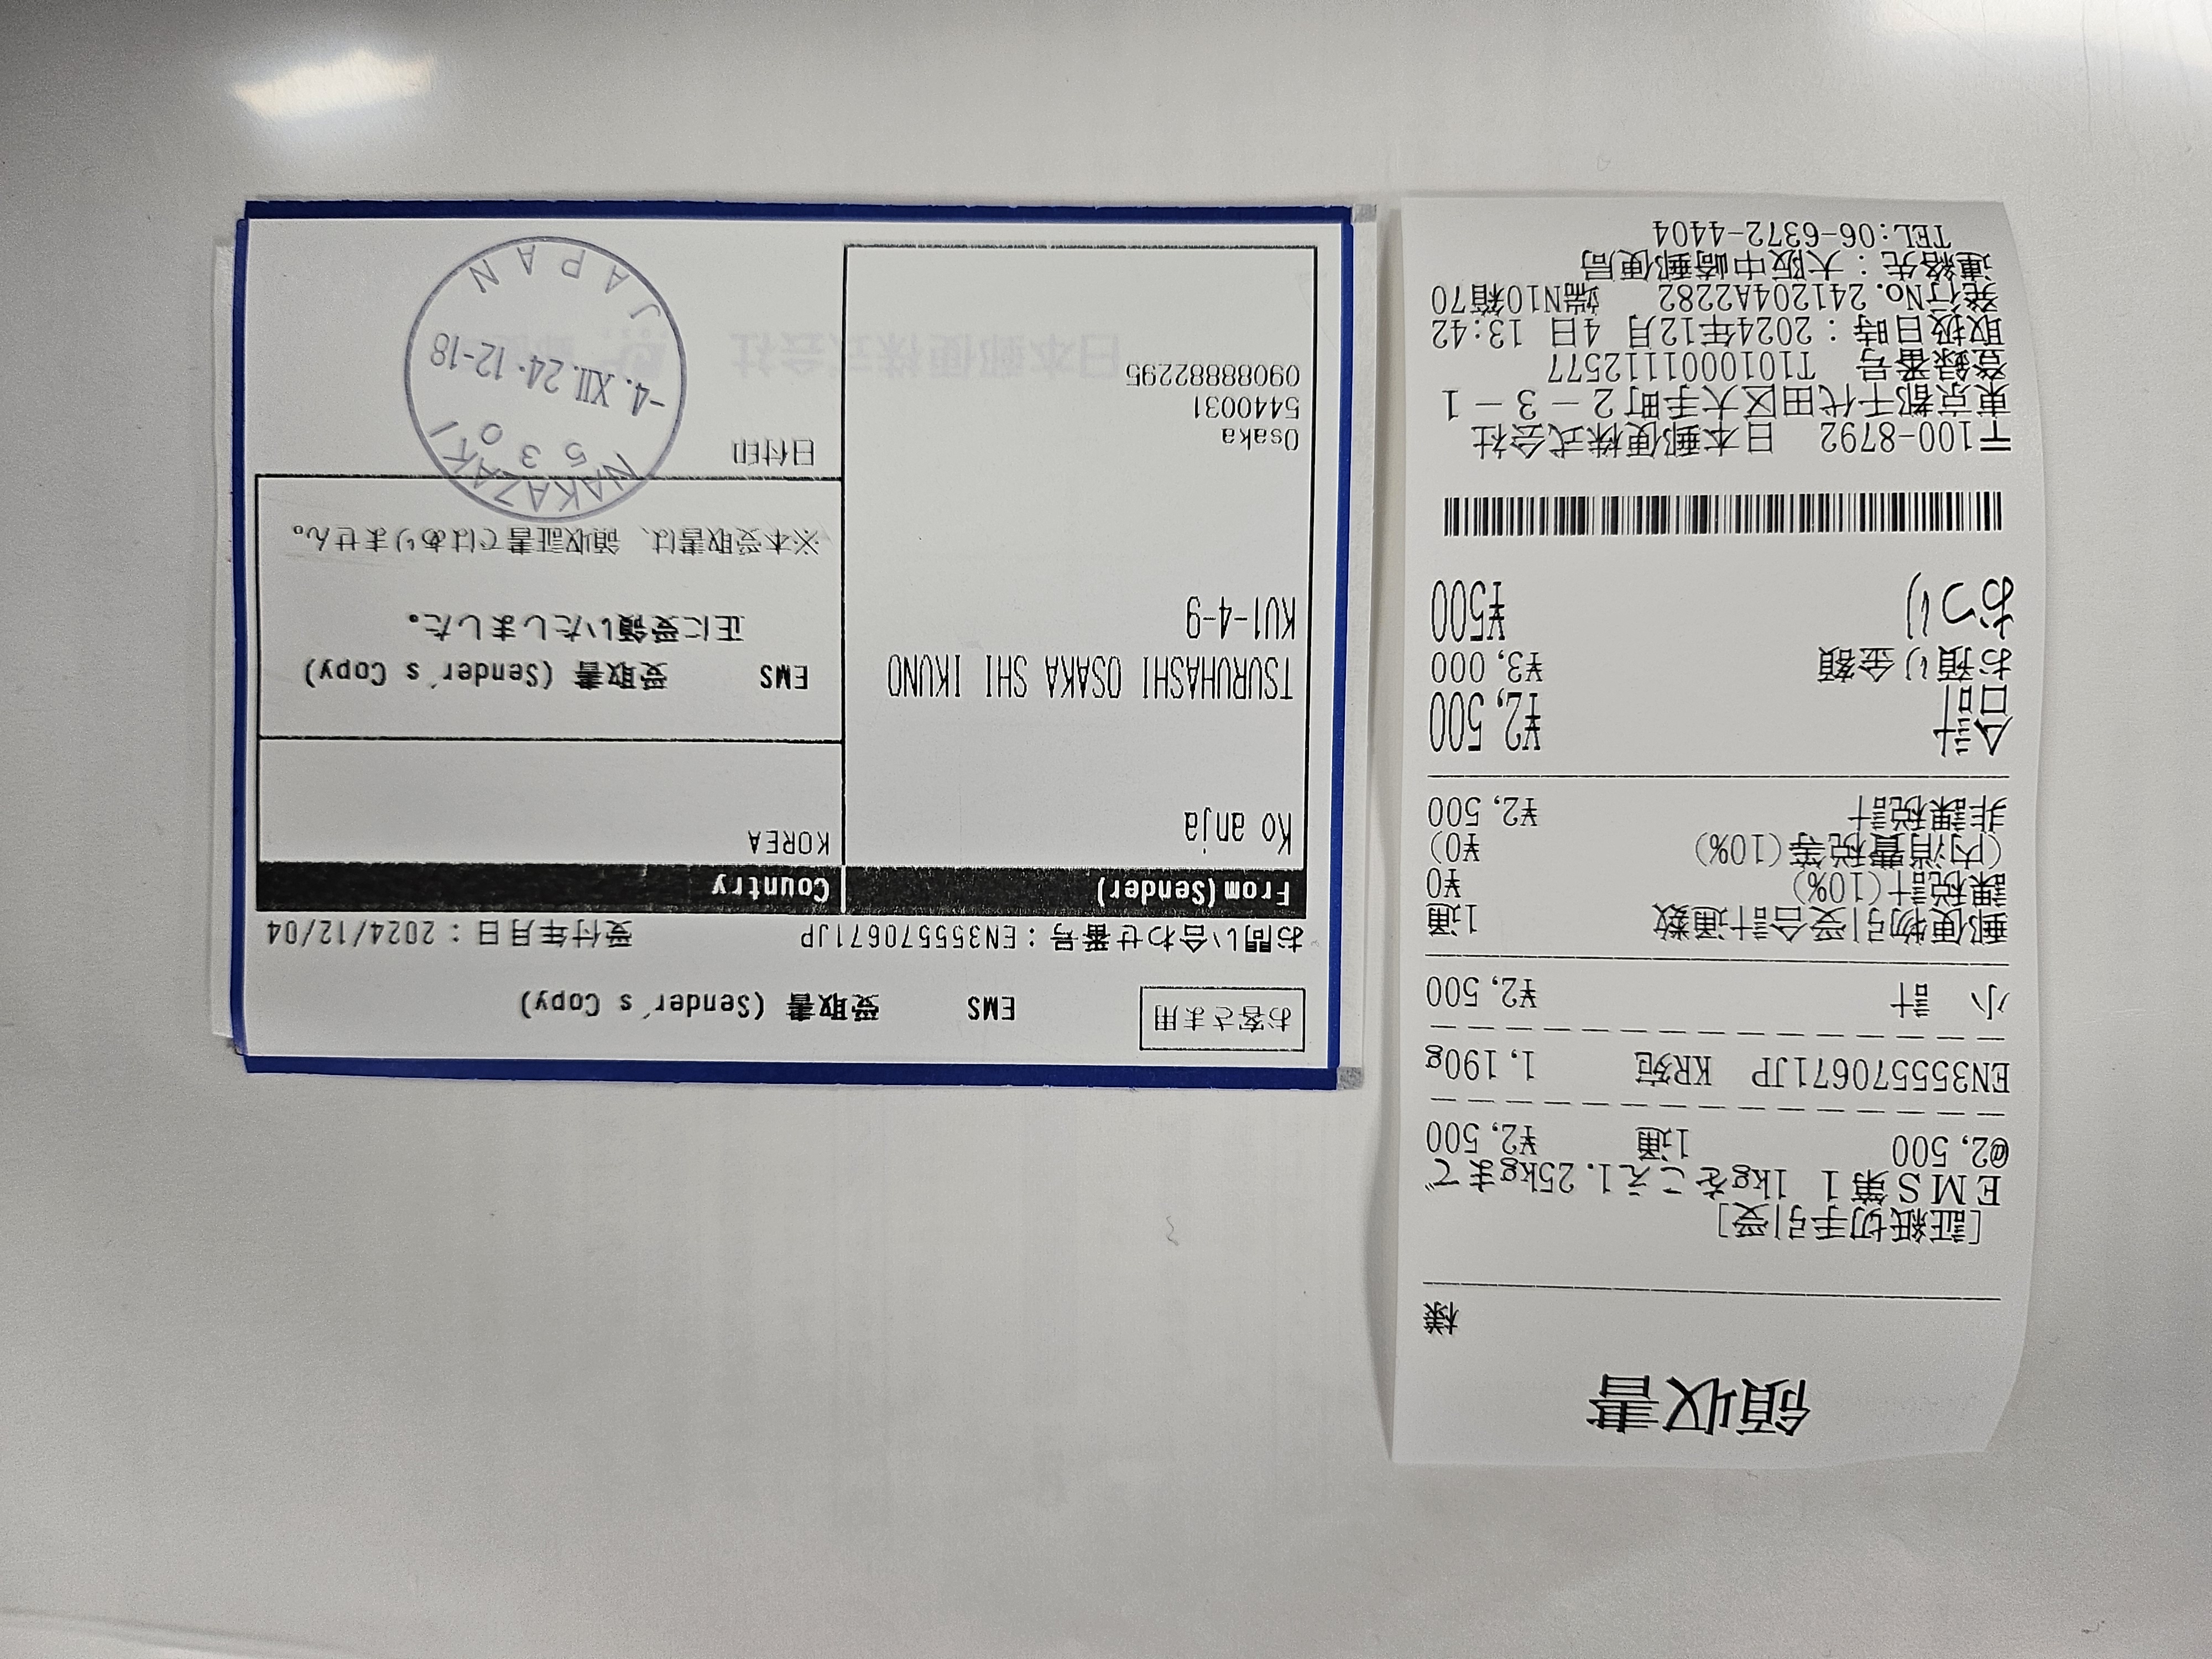 領収書
様
[証紙切手引受]
EMS第1 1kgをこえ1.25kgまで
@2,500 1通 ¥2,500
EN355570671JP KR宛 1,190g
小 計 ¥2,500
郵便物引受合計通数 1通
課税計(10%) ¥0
(内消費税等(10%) ¥0)
非課税計 ¥2,500
合計 ¥2,500
お預り金額 ¥3,000
おつり ¥500
〒100-8792 日本郵便株式会社
東京都千代田区大手町2-3-1
登録番号 T1010001112577
取扱日時:2024年12月 4日 13:42
発行No.241204A2282 端N10箱70
連絡先:大阪中崎郵便局
TEL:06-6372-4404
お客さま用 EMS 受取書 (Sender´s Copy)
お問い合わせ番号:EN355570671JP 受付年月日:2024/12/04
From(Sender) Country
Ko anja
KOREA
TSURUHASHI OSAKA SHI IKUNO
KU1-4-9
Osaka
5440031
09088882295
EMS 受取書 (Sender´s Copy)
正に受領いたしました。
※本受取書は、領収証書ではありません。
日付印
NAKAZAKI
530
-4.XII.24.12-18
JAPAN